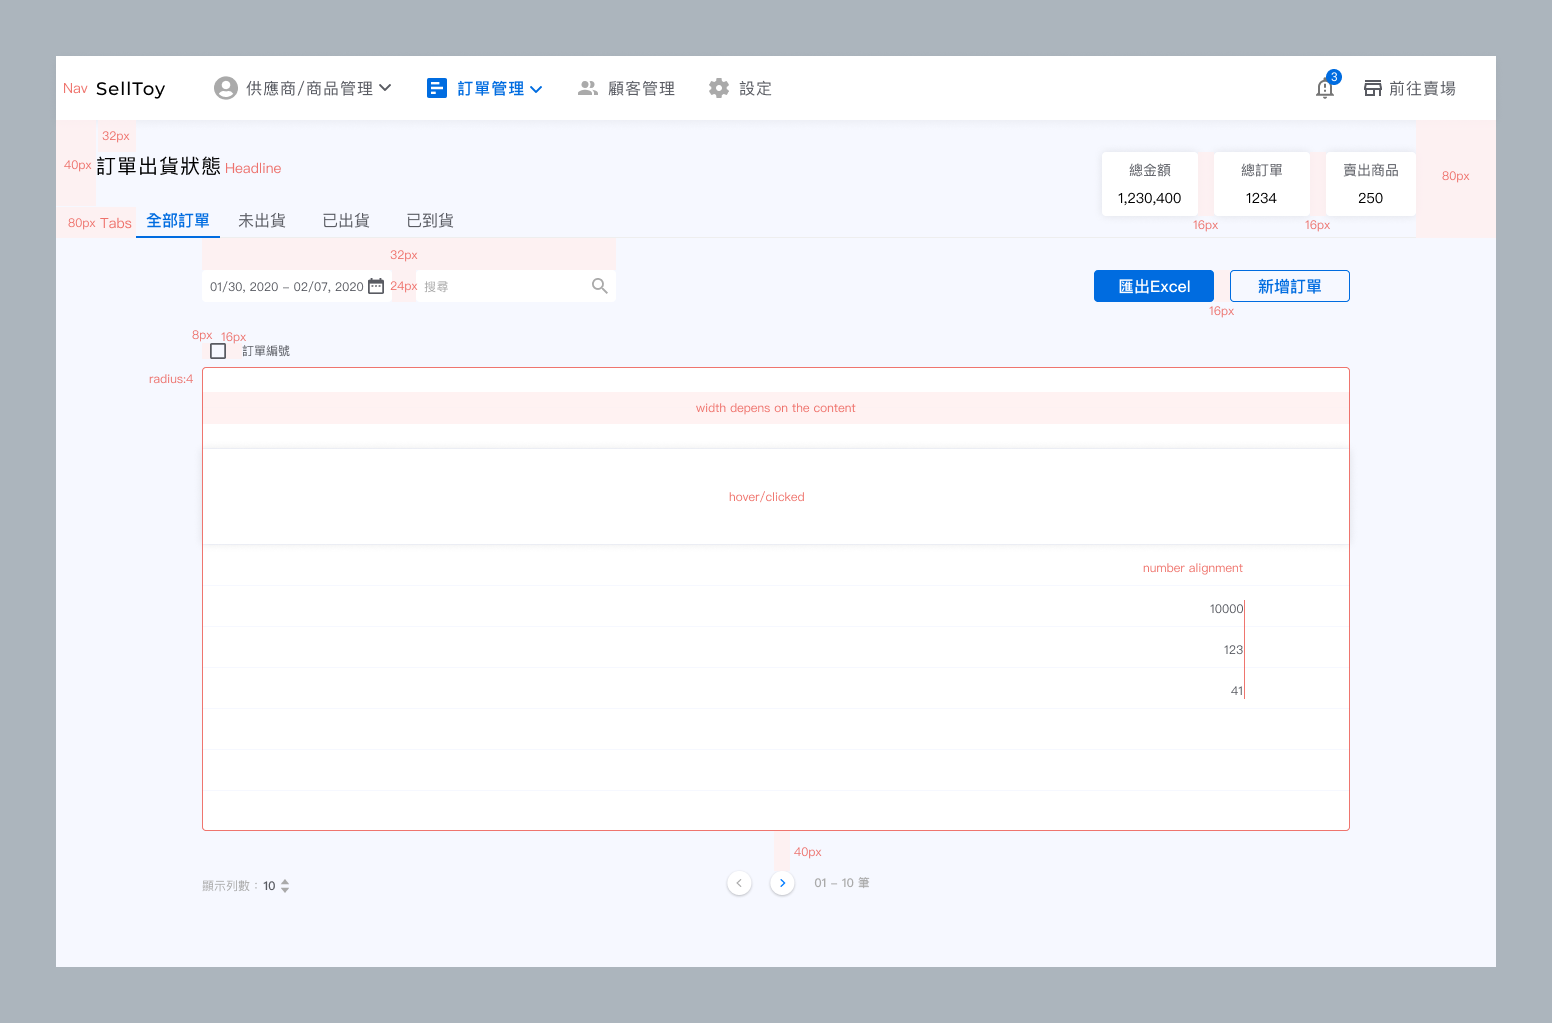 Nav SellToy 供應商/商品管理 訂單管理 顧客管理 設定 3 前往賣場
32px
40px 訂單出貨狀態 Headline
總金額 總訂單 賣出商品
80px
1,230,400 1234 250
80px Tabs 全部訂單 未出貨 已出貨 已到貨
16px 16px
32px
01/30, 2020 – 02/07, 2020 24px 搜尋 匯出Excel 新增訂單
16px
8px 16px
訂單編號
radius:4
width depens on the content
hover/clicked
number alignment
10000
123
41
40px
顯示列數：10 01 – 10 筆